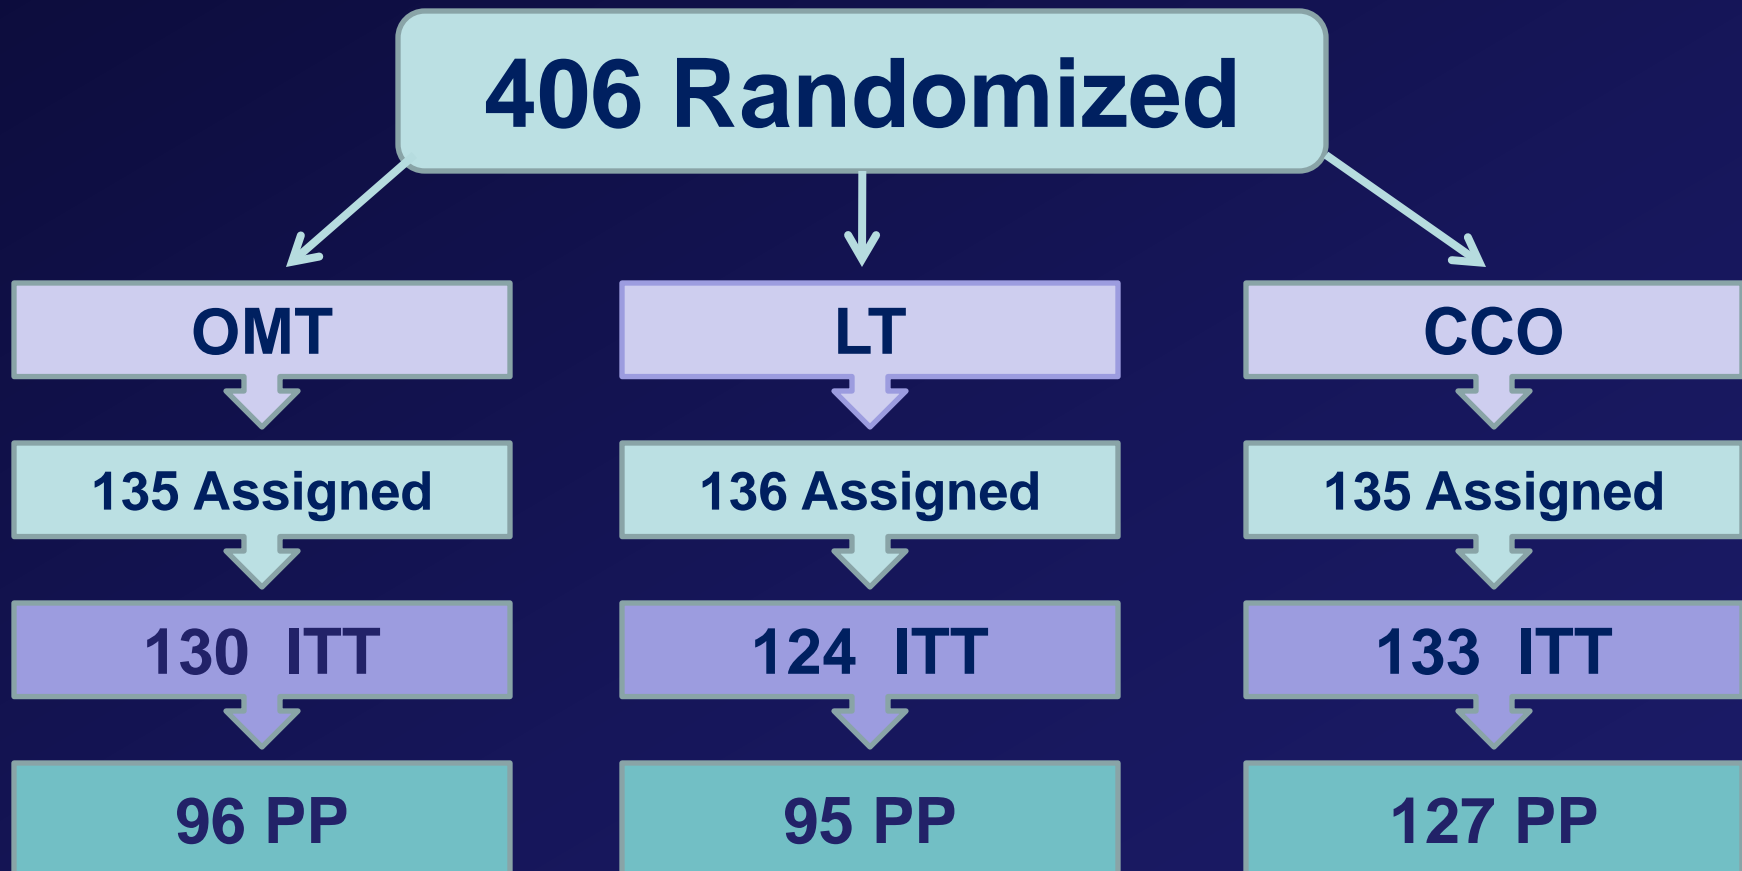 406 Randomized
OMT
LT
CCO
135 Assigned
136 Assigned
135 Assigned
130 ITT
124 ITT
133 ITT
96 PP
95 PP
127 PP